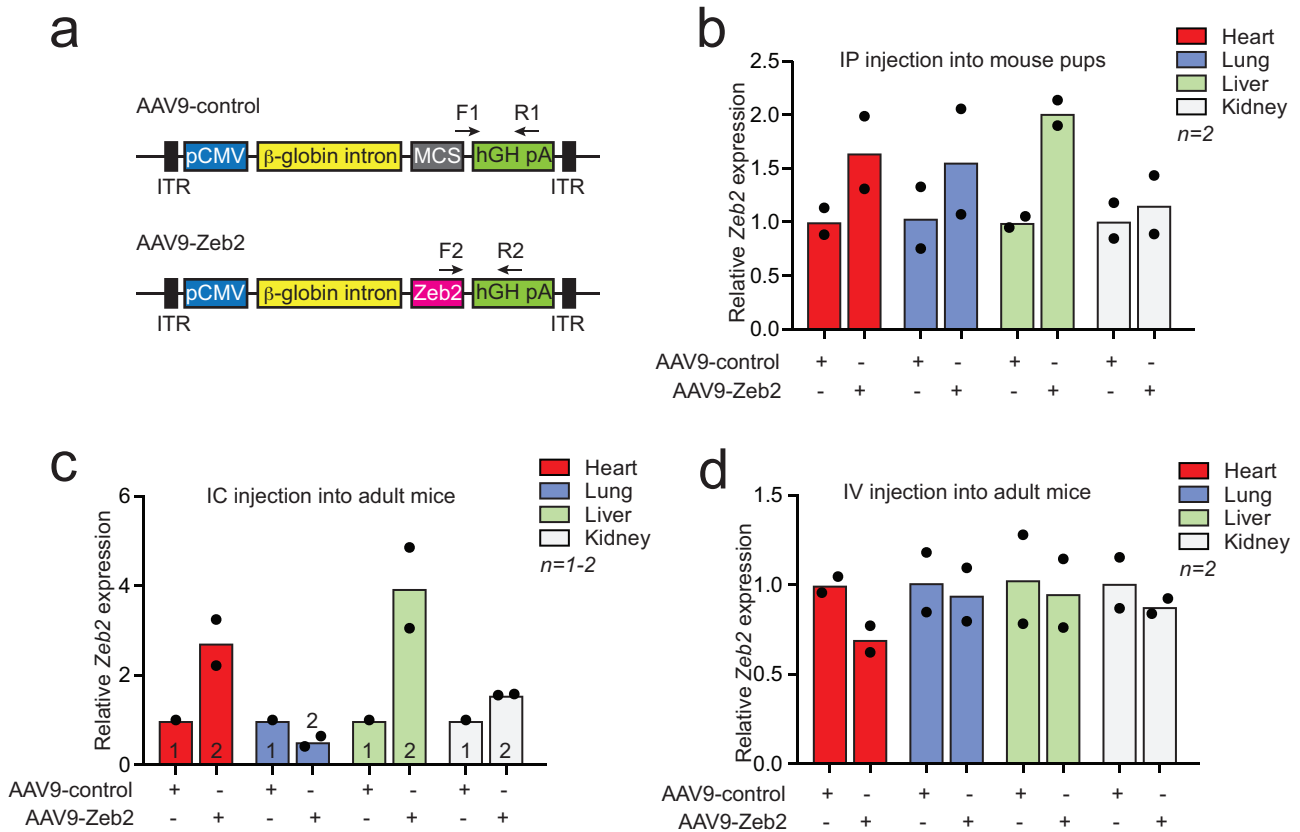 a
AAV9-control
F1 R1
pCMV β-globin intron MCS hGH pA
ITR ITR
AAV9-Zeb2
F2 R2
pCMV β-globin intron Zeb2 hGH pA
ITR ITR
b
IP injection into mouse pups
Heart
Lung
Liver
Kidney
n=2
Relative Zeb2 expression
2.5
2.0
1.5
1.0
0.5
0.0
AAV9-control + - + - + - + -
AAV9-Zeb2 - + - + - + - +
c
IC injection into adult mice
Heart
Lung
Liver
Kidney
n=1-2
Relative Zeb2 expression
6
4
2
0
1 2 1 2 1 2 1 2
AAV9-control + - + - + - + -
AAV9-Zeb2 - + - + - + - +
d
IV injection into adult mice
Heart
Lung
Liver
Kidney
n=2
Relative Zeb2 expression
1.5
1.0
0.5
0.0
AAV9-control + - + - + - + -
AAV9-Zeb2 - + - + - + - +